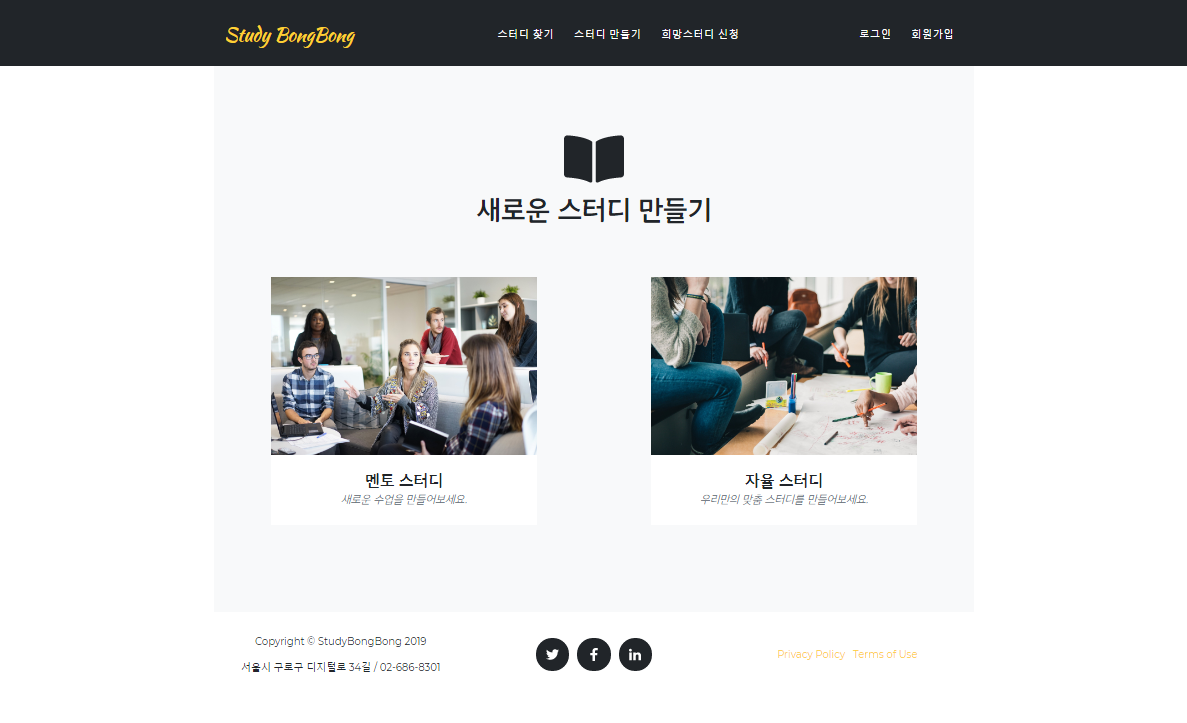 Study BongBong
스터디 찾기 스터디 만들기 희망스터디 신청
로그인 회원가입
새로운 스터디 만들기
멘토 스터디
새로운 수업을 만들어보세요.
자율 스터디
우리만의 맞춤 스터디를 만들어보세요.
Copyright © StudyBongBong 2019
서울시 구로구 디지털로 34길 / 02-686-8301
Privacy Policy Terms of Use